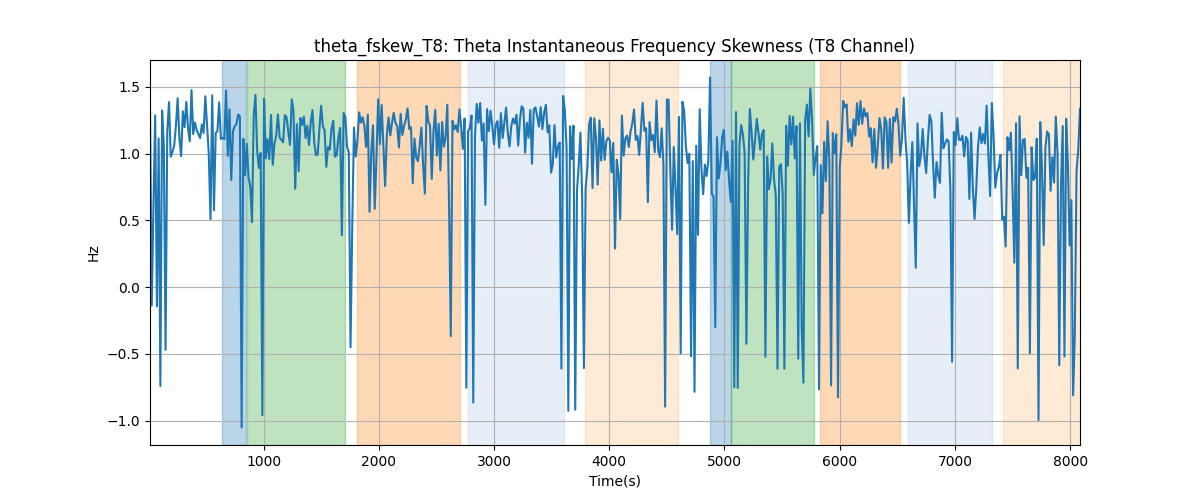 theta_fskew_T8: Theta Instantaneous Frequency Skewness (T8 Channel)
1.5
1.0
0.5
0.0
−0.5
−1.0
Hz
1000 2000 3000 4000 5000 6000 7000 8000
Time(s)